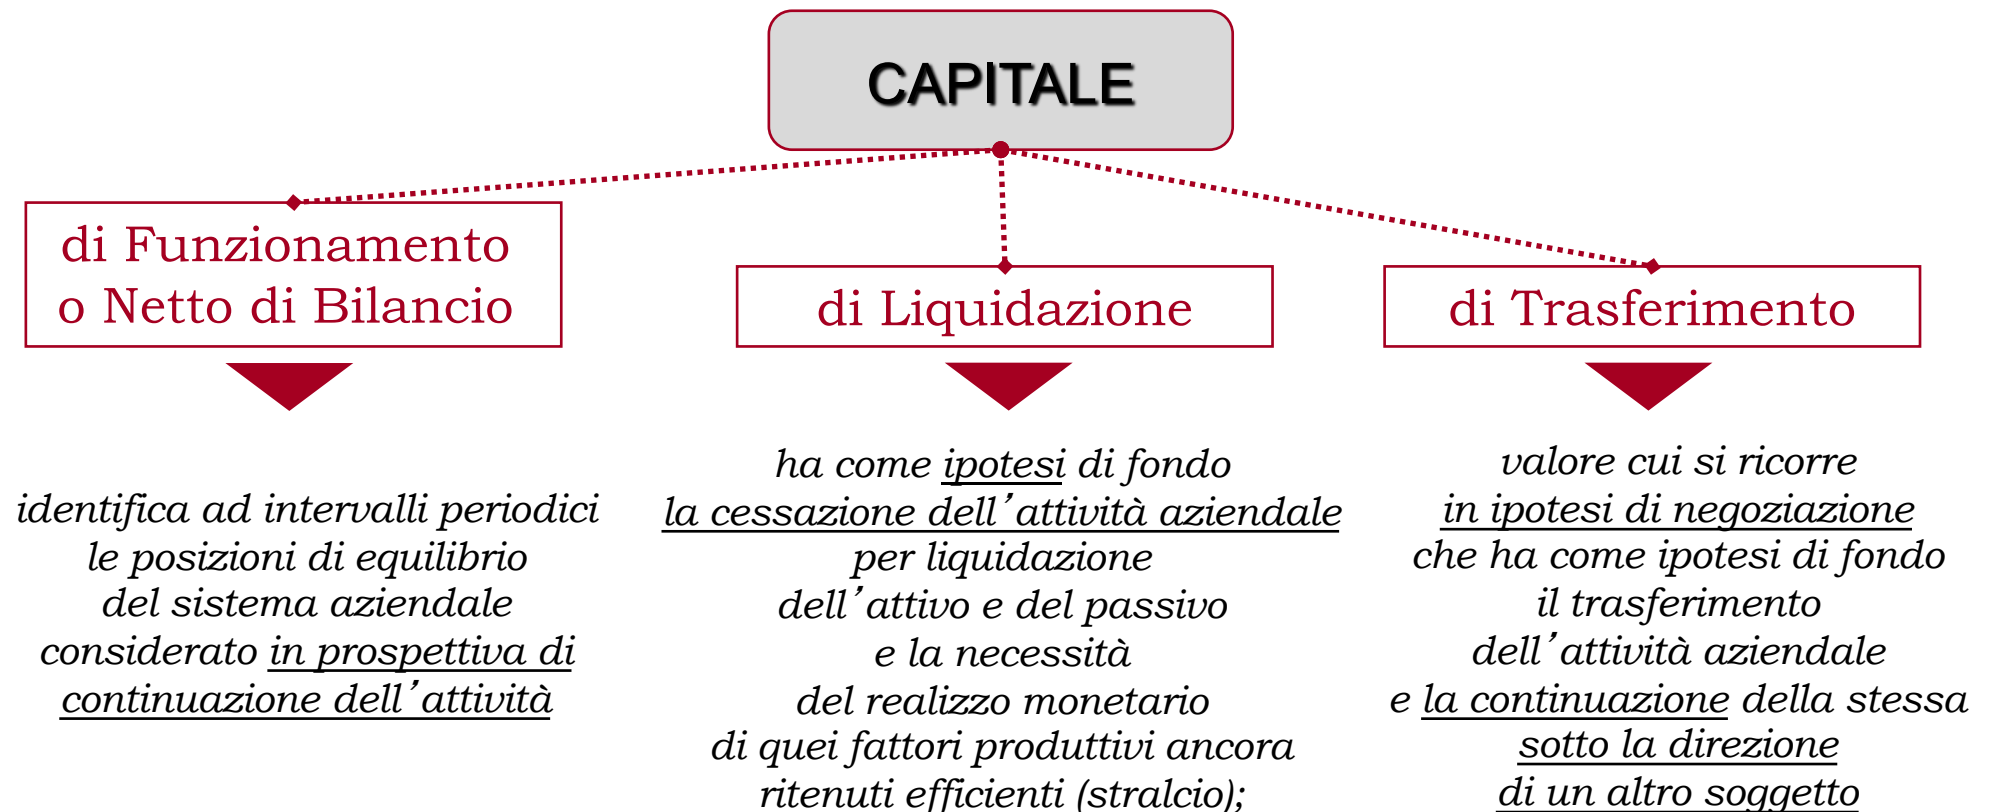 CAPITALE
di Funzionamento
o Netto di Bilancio
di Liquidazione
di Trasferimento
identifica ad intervalli periodici
le posizioni di equilibrio
del sistema aziendale
considerato in prospettiva di
continuazione dell’attività
ha come ipotesi di fondo
la cessazione dell’attività aziendale
per liquidazione
dell’attivo e del passivo
e la necessità
del realizzo monetario
di quei fattori produttivi ancora
ritenuti efficienti (stralcio);
valore cui si ricorre
in ipotesi di negoziazione
che ha come ipotesi di fondo
il trasferimento
dell’attività aziendale
e la continuazione della stessa
sotto la direzione
di un altro soggetto